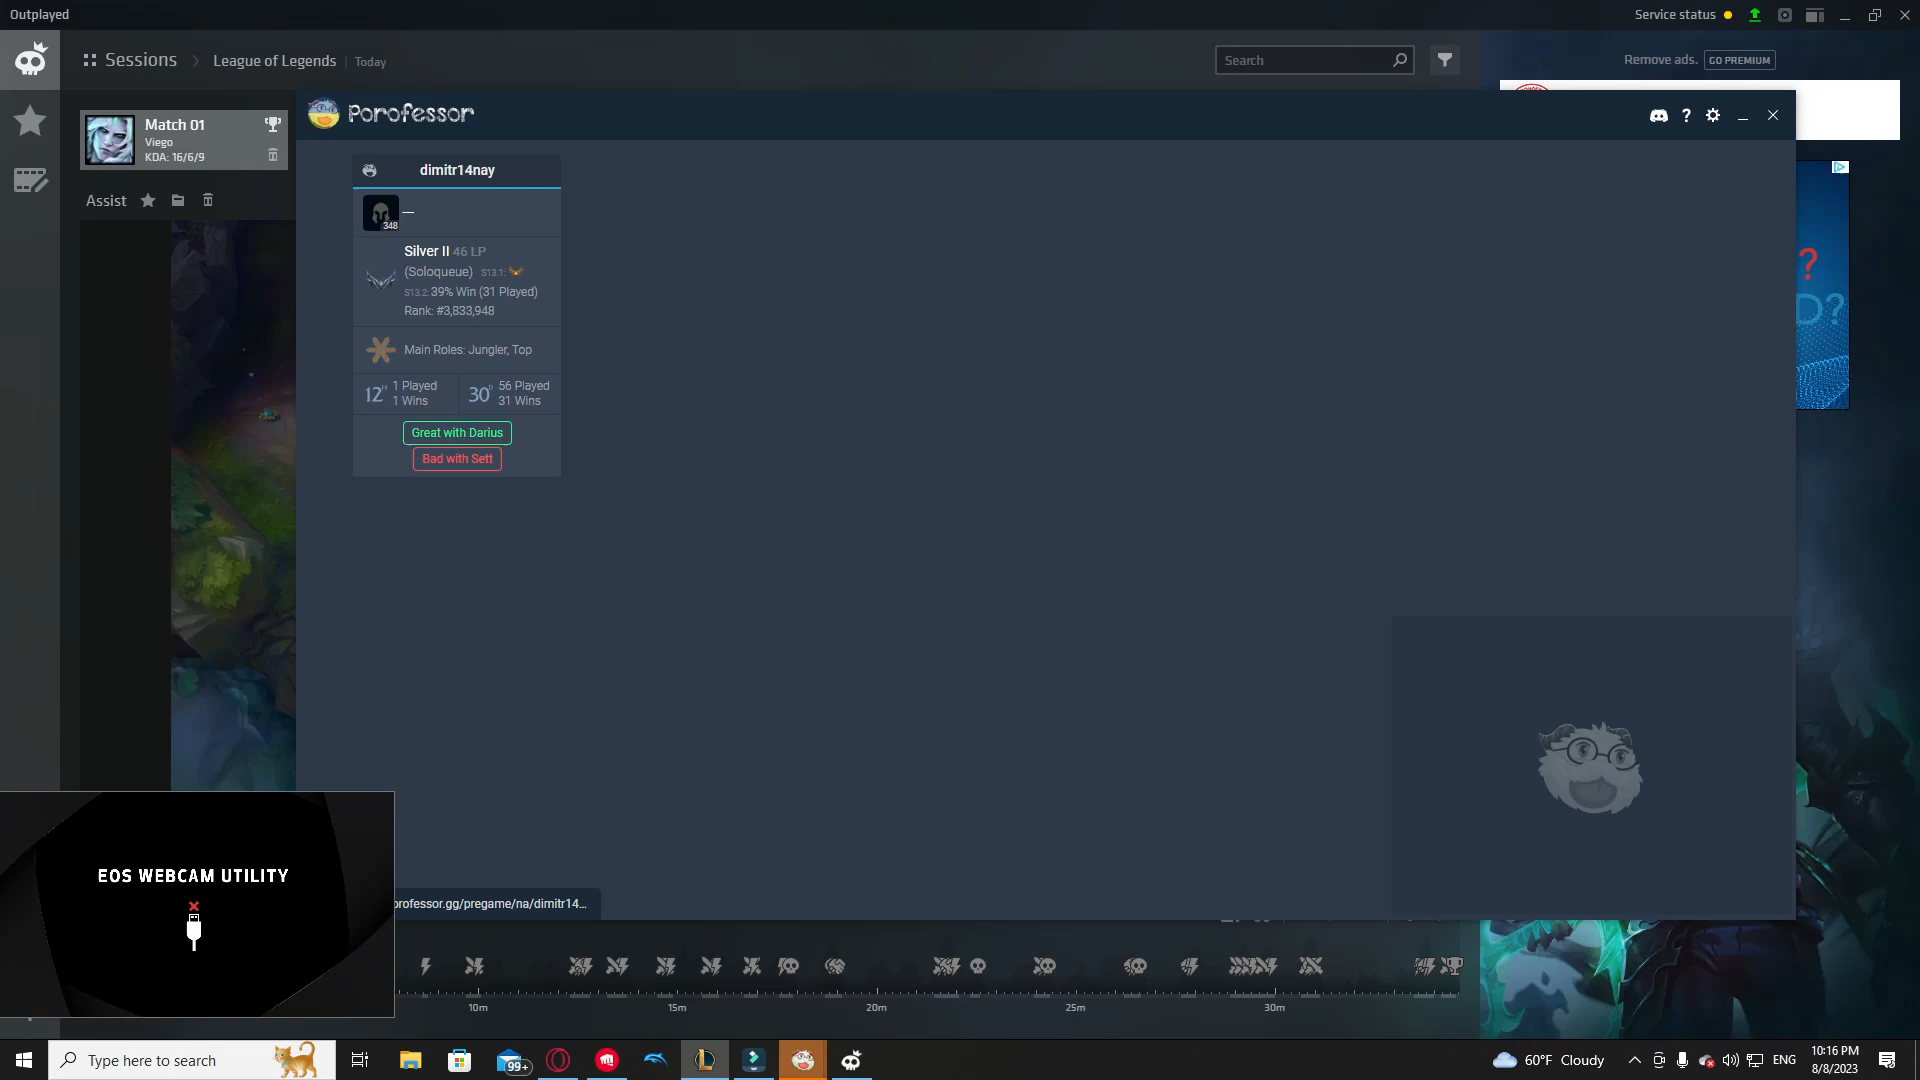 Outplayed
Service status
Sessions
League of Legends
Today
Search
Remove ads.
GO PREMIUM
Porofessor
?
Match 01
Viego
KDA: 16/6/9
Assist
dimitr14nay
348
—
Silver II 46 LP
(Soloqueue) S13.1:
S13.2: 39% Win (31 Played)
Rank: #3,833,948
Main Roles: Jungler, Top
12H 1 Played
1 Wins
30D 56 Played
31 Wins
Great with Darius
Bad with Sett
?
D?
EOS WEBCAM UTILITY
professor.gg/pregame/na/dimitr14...
10m
15m
20m
25m
30m
Type here to search
99+
60°F Cloudy
ENG
10:16 PM
8/8/2023